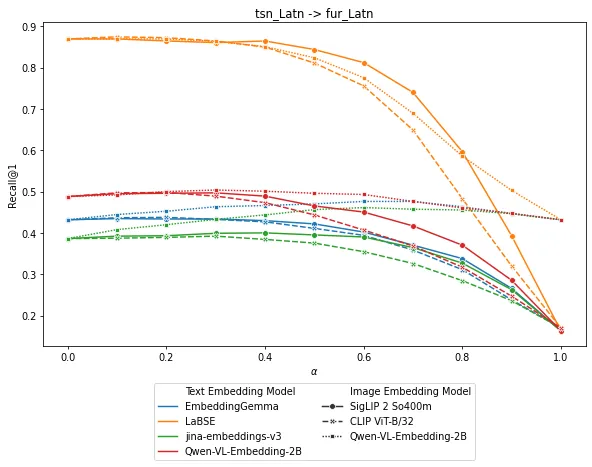 tsn_Latn -> fur_Latn
Recall@1
0.9
0.8
0.7
0.6
0.5
0.4
0.3
0.2
0.0 0.2 0.4 0.6 0.8 1.0
α
Text Embedding Model Image Embedding Model
EmbeddingGemma SigLIP 2 So400m
LaBSE CLIP ViT-B/32
jina-embeddings-v3 Qwen-VL-Embedding-2B
Qwen-VL-Embedding-2B